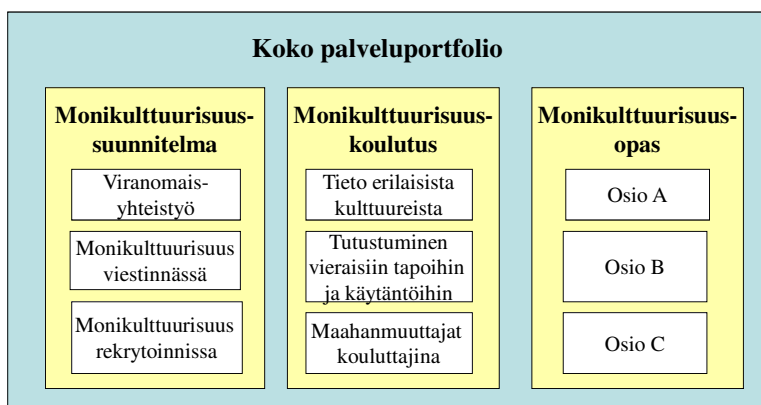 Koko palveluportfolio
Monikulttuurisuus-
suunnitelma
Viranomais-
yhteistyö
Monikulttuurisuus
viestinnässä
Monikulttuurisuus
rekrytoinnissa
Monikulttuurisuus-
koulutus
Tieto erilaisista
kulttuureista
Tutustuminen
vieraisiin tapoihin
ja käytäntöihin
Maahanmuuttajat
kouluttajina
Monikulttuurisuus-
opas
Osio A
Osio B
Osio C